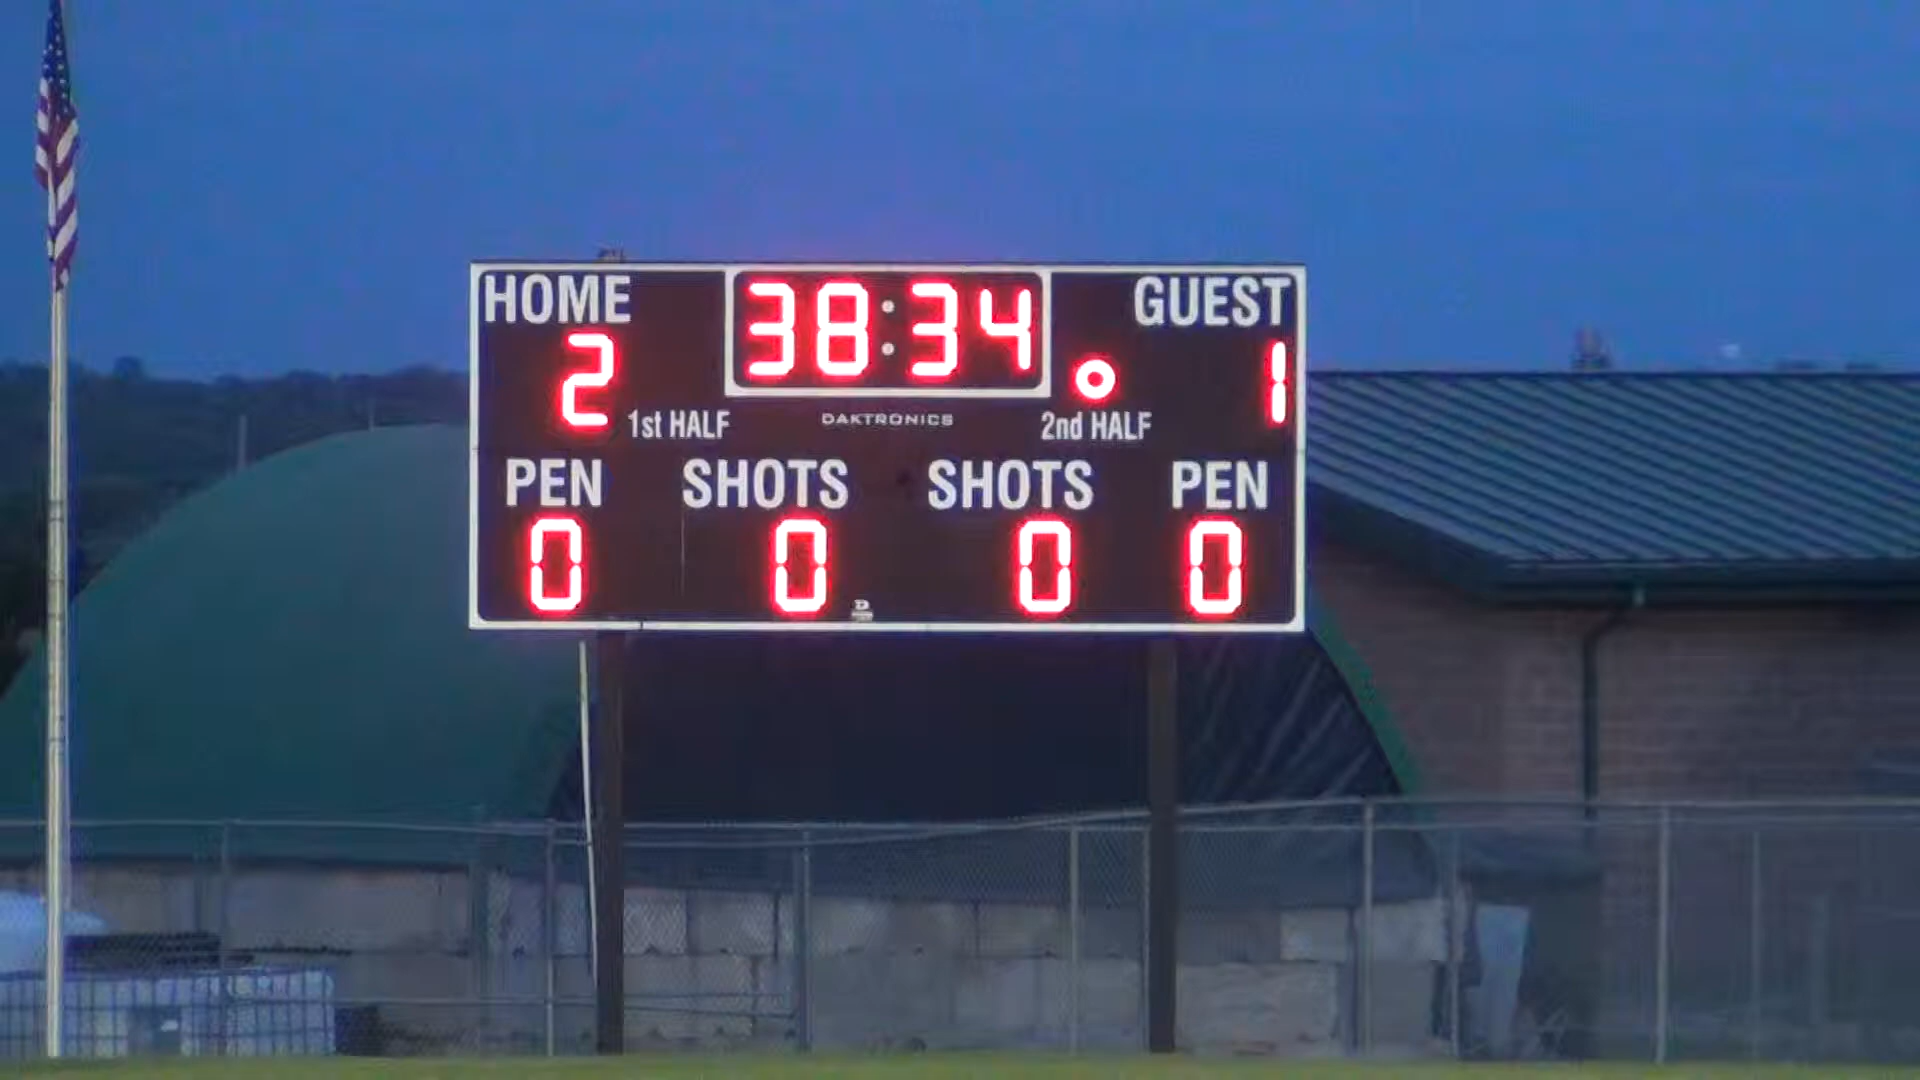 HOME 38:34 GUEST
2 1
1st HALF DAKTRONICS 2nd HALF
PEN SHOTS SHOTS PEN
0 0 0 0